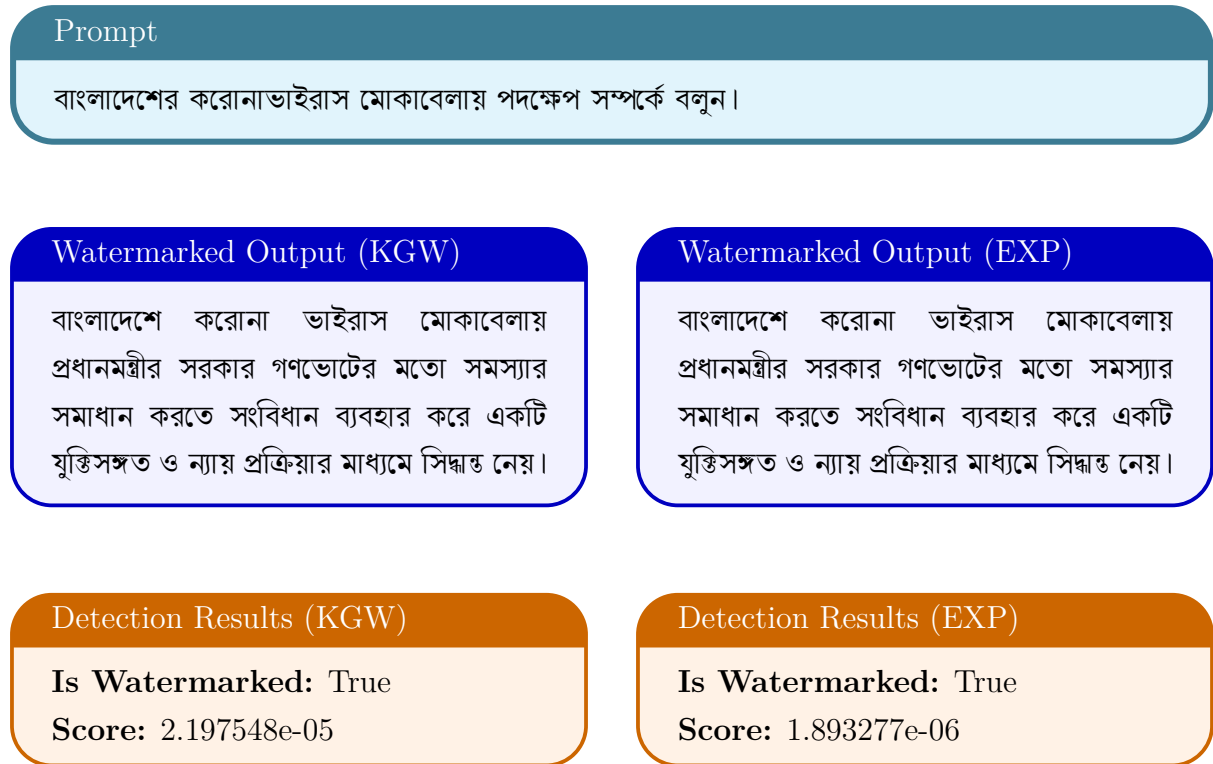 Prompt
বাংলাদেশের করোনাভাইরাস মোকাবেলায় পদক্ষেপ সম্পর্কে বলুন।
Watermarked Output (KGW)
বাংলাদেশে করোনা ভাইরাস মোকাবেলায়
প্রধানমন্ত্রীর সরকার গণভোটের মতো সমস্যার
সমাধান করতে সংবিধান ব্যবহার করে একটি
যুক্তিসঙ্গত ও ন্যায় প্রক্রিয়ার মাধ্যমে সিদ্ধান্ত নেয়।
Watermarked Output (EXP)
বাংলাদেশে করোনা ভাইরাস মোকাবেলায়
প্রধানমন্ত্রীর সরকার গণভোটের মতো সমস্যার
সমাধান করতে সংবিধান ব্যবহার করে একটি
যুক্তিসঙ্গত ও ন্যায় প্রক্রিয়ার মাধ্যমে সিদ্ধান্ত নেয়।
Detection Results (KGW)
Is Watermarked: True
Score: 2.197548e-05
Detection Results (EXP)
Is Watermarked: True
Score: 1.893277e-06